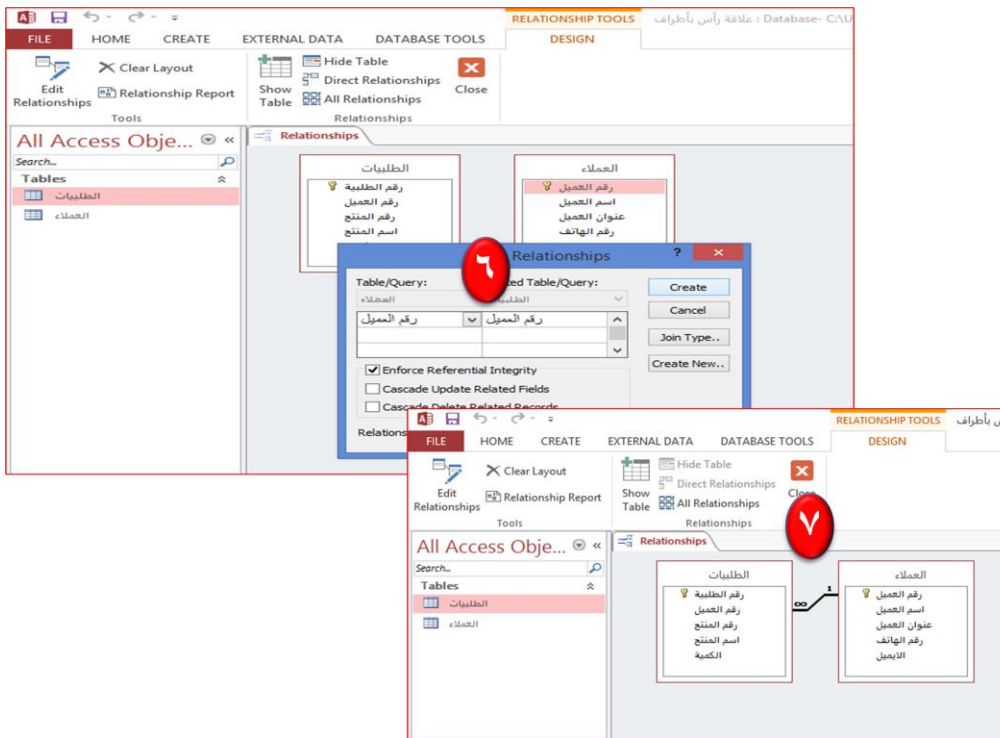 RELATIONSHIP TOOLS
علاقة رأس بأطراف : Database- C:\U
FILE HOME CREATE EXTERNAL DATA DATABASE TOOLS DESIGN
Edit Relationships
Clear Layout
Relationship Report
Tools
Show Table
Hide Table
Direct Relationships
All Relationships
Close
Relationships
All Access Obje...
Search...
Tables
الطلبيات
العملاء
Relationships
الطلبيات
رقم الطلبية
رقم العميل
رقم المنتج
اسم المنتج
العملاء
رقم العميل
اسم العميل
عنوان العميل
رقم الهاتف
٦
Relationships
?
Table/Query:
Table/Query:
العملاء
رقم العميل رقم العميل
Create
Cancel
Join Type..
Create New..
Enforce Referential Integrity
Cascade Update Related Fields
Cascade Delete Related Records
RELATIONSHIP TOOLS
بأطراف
FILE HOME CREATE EXTERNAL DATA DATABASE TOOLS DESIGN
Edit Relationships
Clear Layout
Relationship Report
Tools
Show Table
Hide Table
Direct Relationships
All Relationships
Close
Relationships
٧
All Access Obje...
Search...
Tables
الطلبيات
العملاء
Relationships
الطلبيات
رقم الطلبية
رقم العميل
رقم المنتج
اسم المنتج
الكمية
∞
1
العملاء
رقم العميل
اسم العميل
عنوان العميل
رقم الهاتف
الايميل